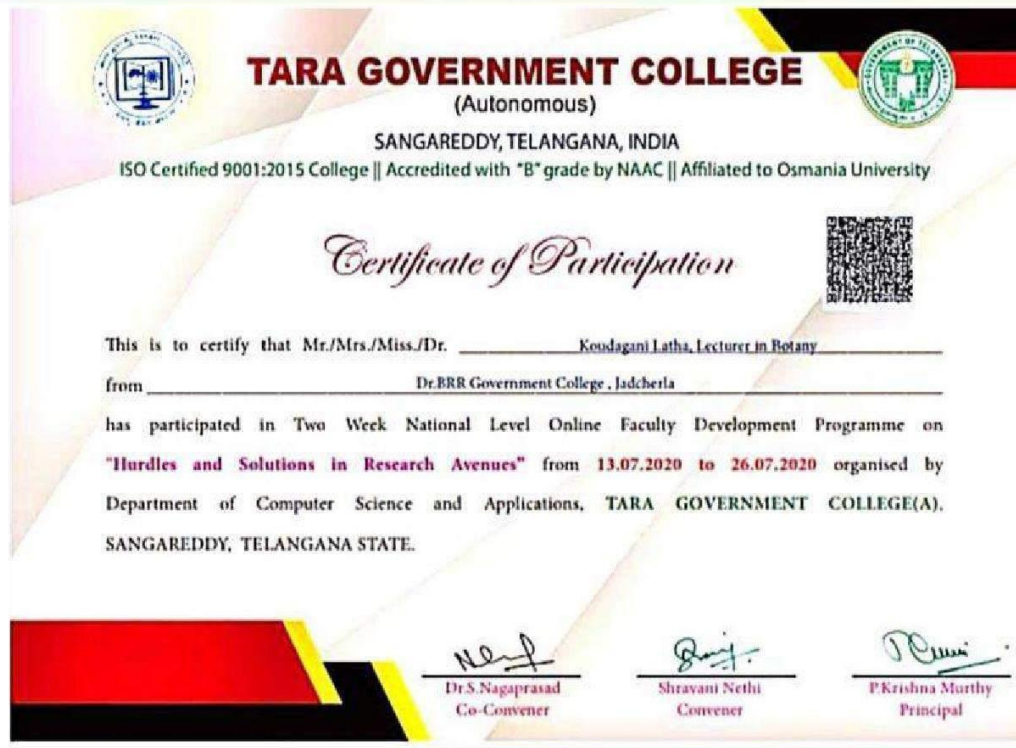 TARA GOVERNMENT COLLEGE
(Autonomous)
SANGAREDDY, TELANGANA, INDIA
ISO Certified 9001:2015 College || Accredited with "B" grade by NAAC || Affiliated to Osmania University
Certificate of Participation
This is to certify that Mr./Mrs./Miss./Dr. Koudagani Latha, Lecturer in Botany
from Dr.BRR Government College , Jadcherla
has participated in Two Week National Level Online Faculty Development Programme on
"Hurdles and Solutions in Research Avenues" from 13.07.2020 to 26.07.2020 organised by
Department of Computer Science and Applications, TARA GOVERNMENT COLLEGE(A),
SANGAREDDY, TELANGANA STATE.
Dr.S.Nagaprasad
Co-Convener
Shravani Nethi
Convener
P.Krishna Murthy
Principal